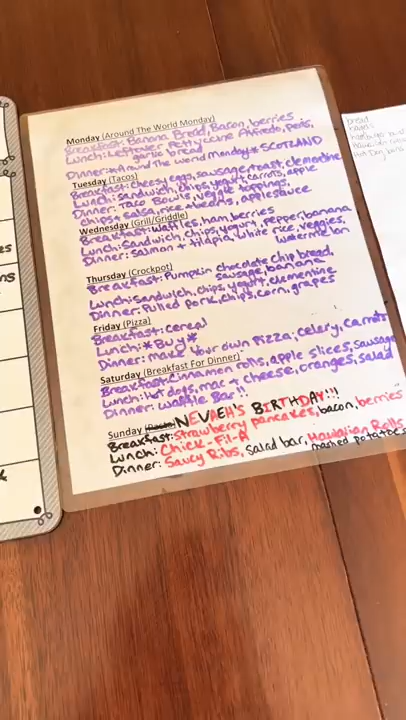 Monday (Around The World Monday)
Breakfast: Banana Bread, Bacon, berries
Lunch: Leftover Fettuccine Alfredo, peas,
garlic bread
Dinner: *Around The World Monday* SCOTLAND
Tuesday (Tacos)
Breakfast: cheesy eggs, sausage, toast, clementine
Lunch: sandwich, chips, yogurt, carrots, apple
Dinner: Taco Bowls, veggie toppings,
chips & salsa, rice, applesauce
Wednesday (Grill/Griddle)
Breakfast: Waffles, ham, berries
Lunch: Sandwich, chips, yogurt, pepper, banana
Dinner: Salmon & tilapia, white rice, veggies,
watermelon
Thursday (Crockpot)
Breakfast: Pumpkin chocolate chip bread,
sausage, banana
Lunch: Sandwich, chips, yogurt, clementine
Dinner: Pulled pork, chips, corn, grapes
Friday (Pizza)
Breakfast: cereal
Lunch: *Buy*
Dinner: make your own pizza, celery, carrots
Saturday (Breakfast For Dinner)
Breakfast: Cinnamon rolls, apple slices, sausage
Lunch: Hot dogs, mac & cheese, oranges, salad
Dinner: Waffle Bar!!
Sunday NEVAEH'S BIRTHDAY!!!
Breakfast: Strawberry pancakes, bacon, berries
Lunch: Chick-Fil-A
Dinner: Saucy Ribs, salad bar, Hawaiian Rolls
mashed potatoes